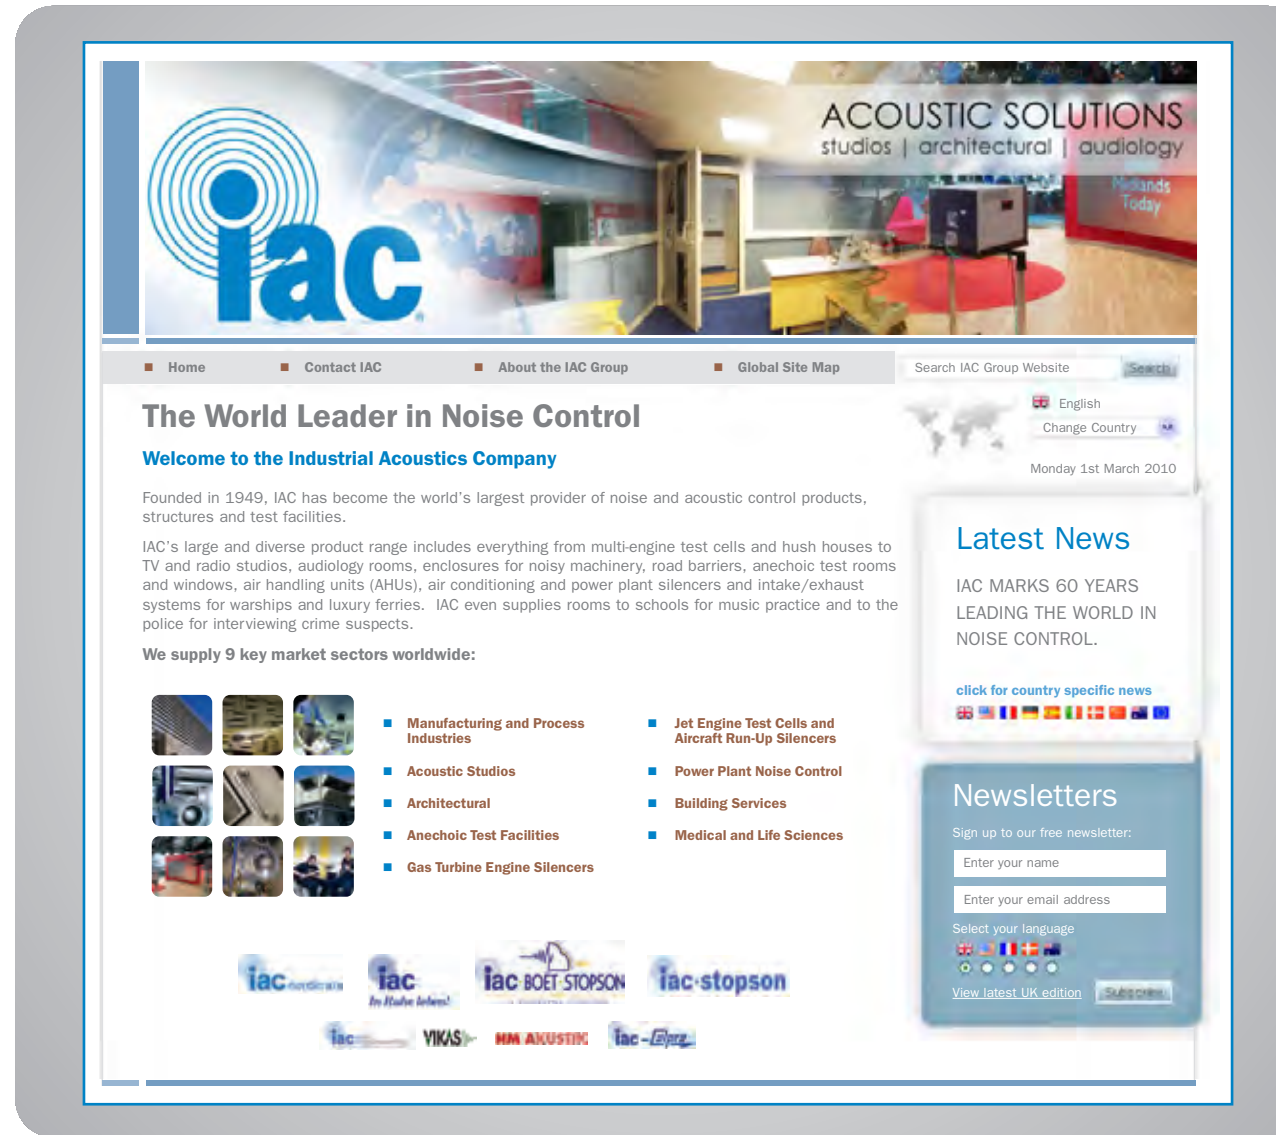 iac
ACOUSTIC SOLUTIONS
studios | architectural | audiology
Midlands
Today
Home
Contact IAC
About the IAC Group
Global Site Map
Search IAC Group Website
Search
English
Change Country
Monday 1st March 2010
The World Leader in Noise Control
Welcome to the Industrial Acoustics Company
Founded in 1949, IAC has become the world's largest provider of noise and acoustic control products,
structures and test facilities.
IAC's large and diverse product range includes everything from multi-engine test cells and hush houses to
TV and radio studios, audiology rooms, enclosures for noisy machinery, road barriers, anechoic test rooms
and windows, air handling units (AHUs), air conditioning and power plant silencers and intake/exhaust
systems for warships and luxury ferries.  IAC even supplies rooms to schools for music practice and to the
police for interviewing crime suspects.
We supply 9 key market sectors worldwide:
Manufacturing and Process
Industries
Acoustic Studios
Architectural
Anechoic Test Facilities
Gas Turbine Engine Silencers
Jet Engine Test Cells and
Aircraft Run-Up Silencers
Power Plant Noise Control
Building Services
Medical and Life Sciences
Latest News
IAC MARKS 60 YEARS
LEADING THE WORLD IN
NOISE CONTROL.
click for country specific news
Newsletters
Sign up to our free newsletter:
Enter your name
Enter your email address
Select your language
View latest UK edition
Subscribe
iac
iac
In Ruhe leben!
iac BOET STOPSON
iac·stopson
iac
VIKAS
HM AKUSTIK
iac